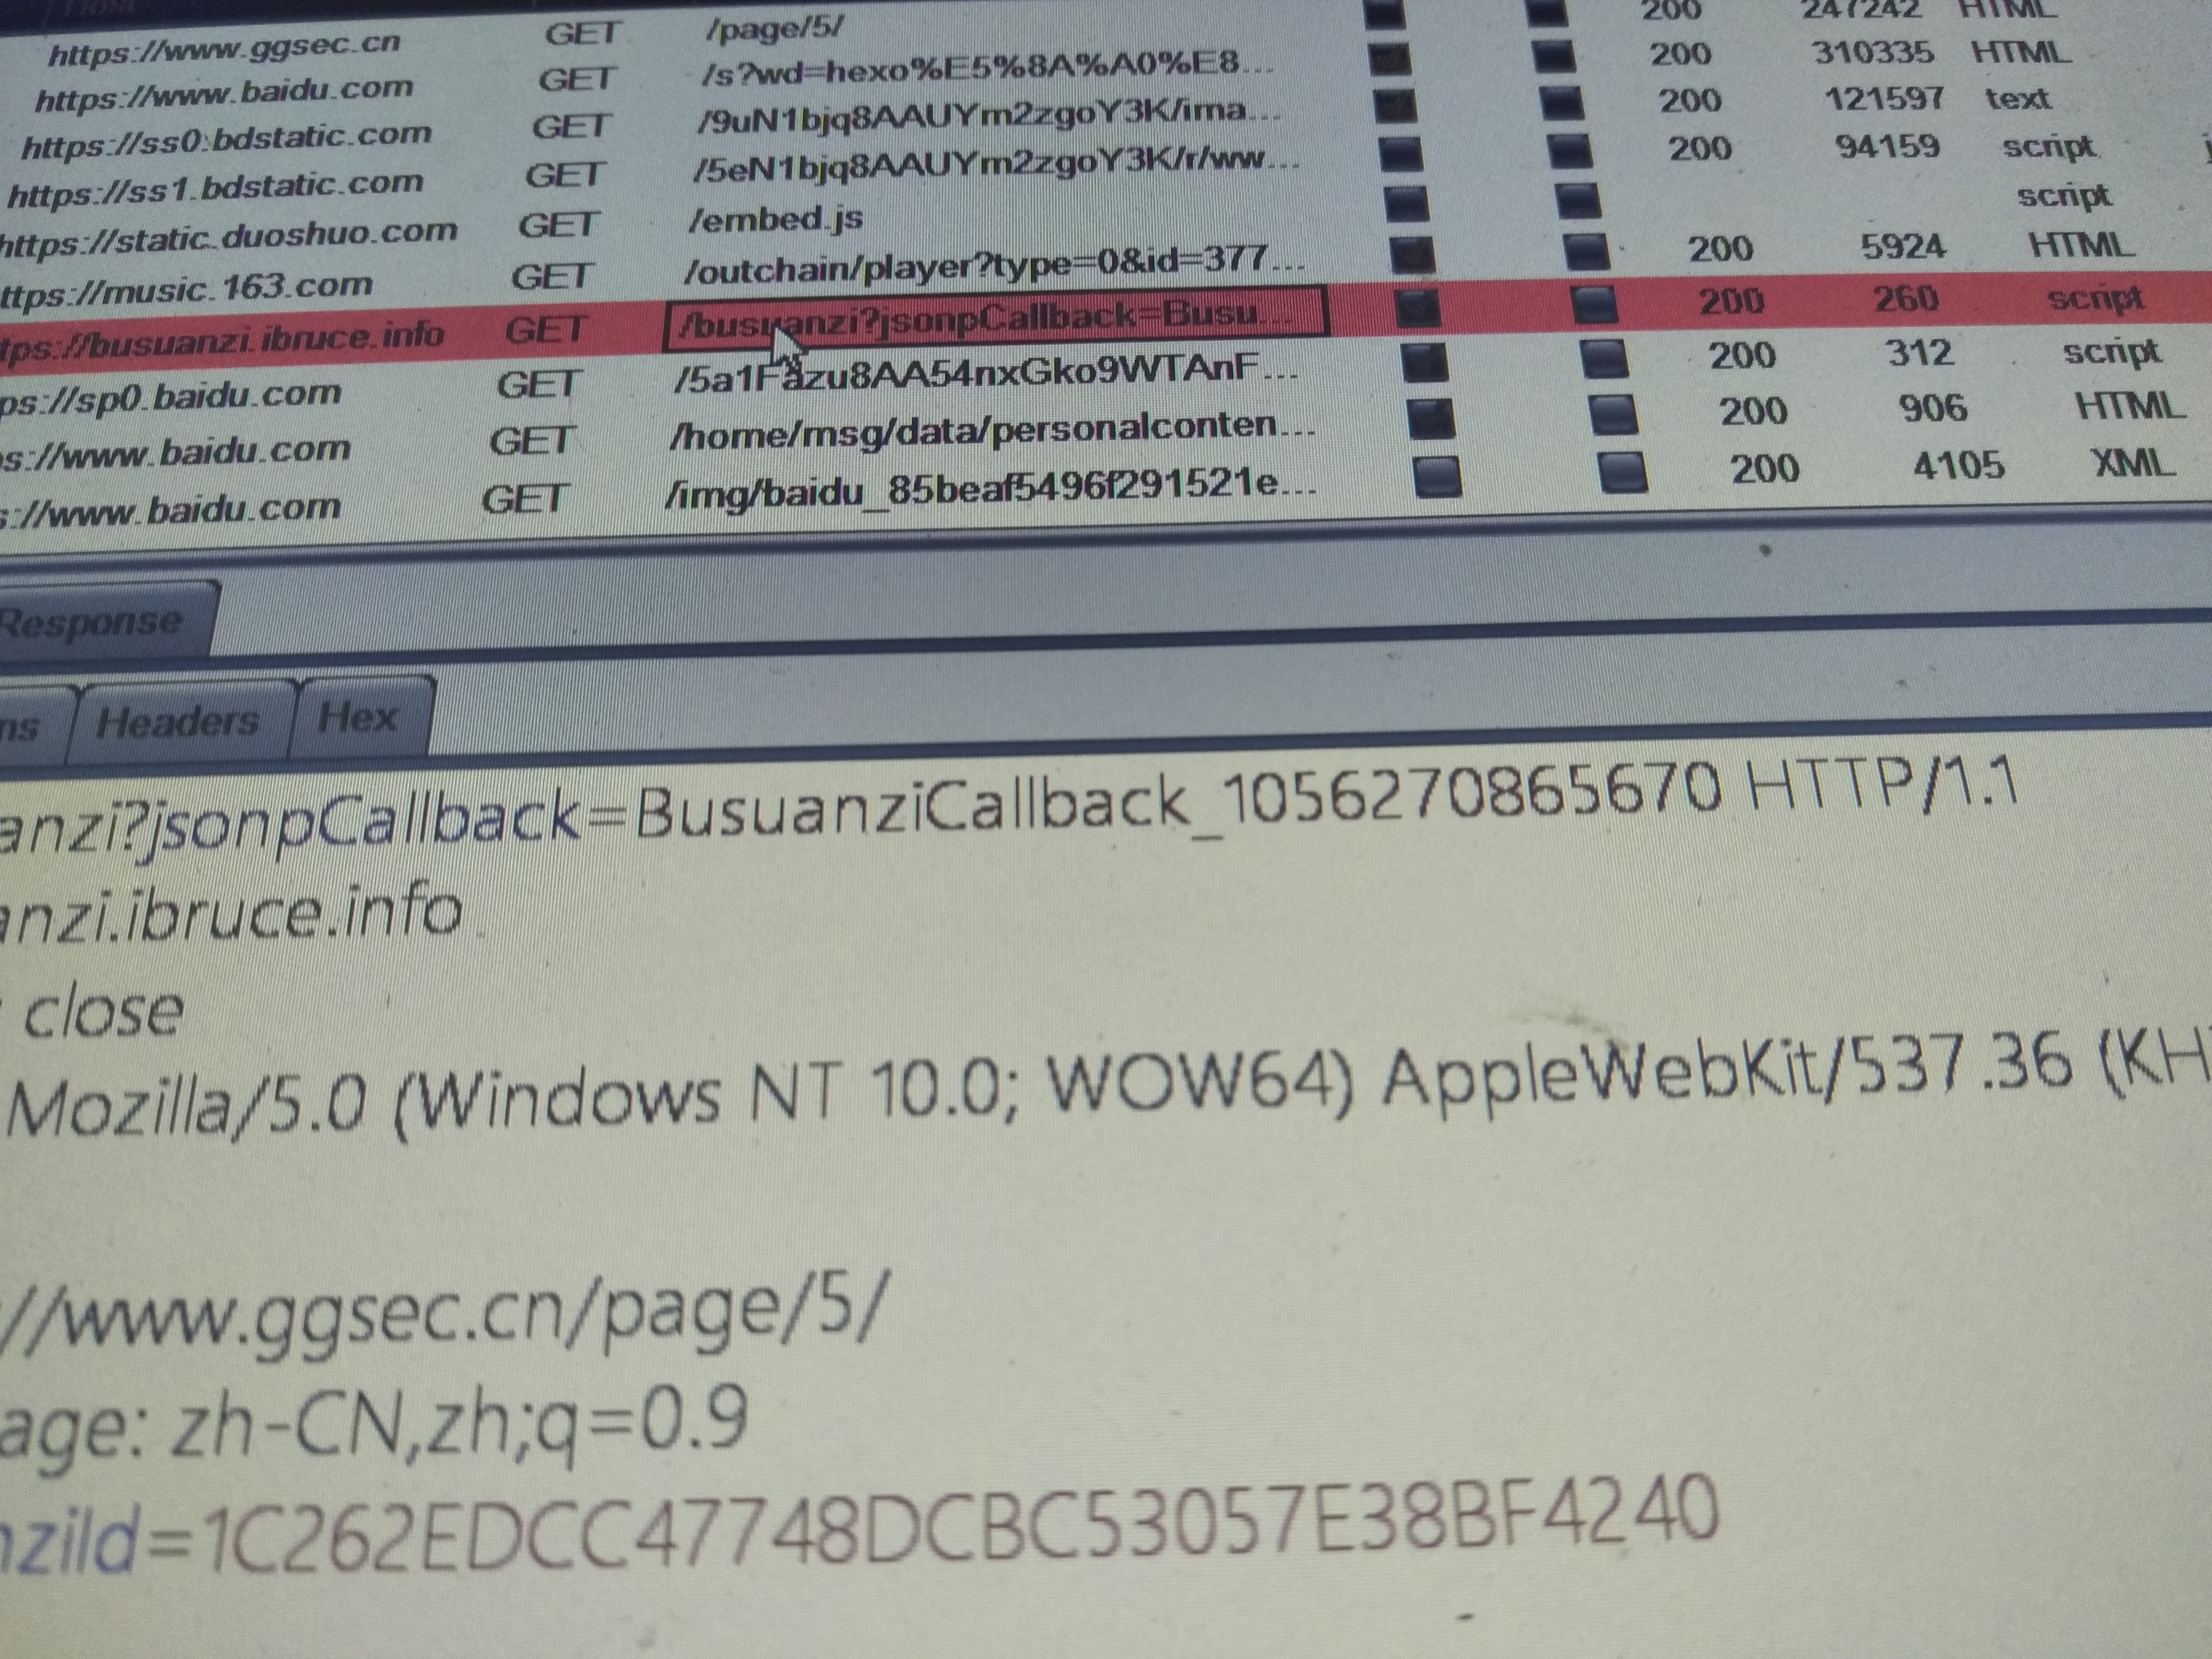 https://www.ggsec.cn GET /page/5/ 200 247242 HTML
https://www.baidu.com GET /s?wd=hexo%E5%8A%A0%E8... 200 310335 HTML
https://ss0.bdstatic.com GET /9uN1bjq8AAUYm2zgoY3K/ima... 200 121597 text
https://ss1.bdstatic.com GET /5eN1bjq8AAUYm2zgoY3K/r/ww... 200 94159 script
https://static.duoshuo.com GET /embed.js script
ttps://music.163.com GET /outchain/player?type=0&id=377... 200 5924 HTML
tps://busuanzi.ibruce.info GET /busuanzi?jsonpCallback=Busu... 200 260 script
ps://sp0.baidu.com GET /5a1Fazu8AA54nxGko9WTAnF... 200 312 script
s://www.baidu.com GET /home/msg/data/personalconten... 200 906 HTML
s://www.baidu.com GET /img/baidu_85beaf5496f291521e... 200 4105 XML
Response
ms Headers Hex
anzi?jsonpCallback=BusuanziCallback_1056270865670 HTTP/1.1
anzi.ibruce.info
close
Mozilla/5.0 (Windows NT 10.0; WOW64) AppleWebKit/537.36 (KH
//www.ggsec.cn/page/5/
age: zh-CN,zh;q=0.9
nziId=1C262EDCC47748DCBC53057E38BF4240